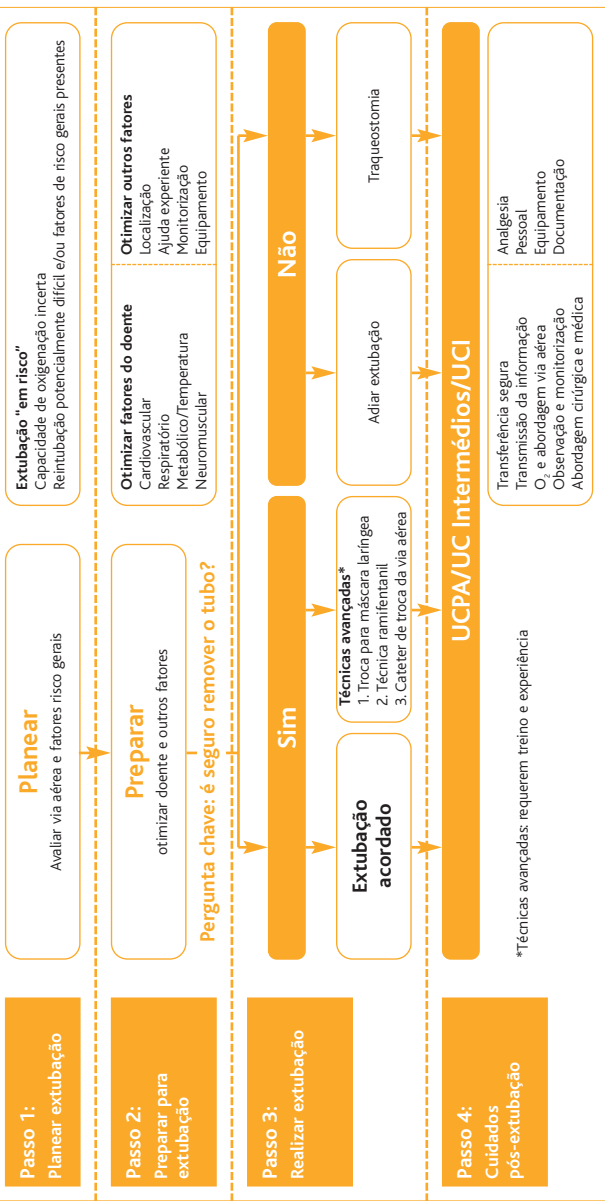 Passo 1:
Planear extubação
Planear
Avaliar via aérea e fatores risco gerais
Extubação "em risco"
Capacidade de oxigenação incerta
Reintubação potencialmente difícil e/ou fatores de risco gerais presentes
Passo 2:
Preparar para
extubação
Preparar
otimizar doente e outros fatores
Otimizar fatores do doente
Cardiovascular
Respiratório
Metabólico/Temperatura
Neuromuscular
Otimizar outros fatores
Localização
Ajuda experiente
Monitorização
Equipamento
Pergunta chave: é seguro remover o tubo?
Passo 3:
Realizar extubação
Sim
Não
Extubação
acordado
Técnicas avançadas*
1. Troca para máscara laríngea
2. Técnica ramifentanil
3. Cateter de troca da via aérea
Adiar extubação
Traqueostomia
Passo 4:
Cuidados
pós-extubação
UCPA/UC Intermédios/UCI
Transferência segura
Transmissão da informação
O₂ e abordagem via aérea
Observação e monitorização
Abordagem cirúrgica e médica
Analgesia
Pessoal
Equipamento
Documentação
*Técnicas avançadas: requerem treino e experiência